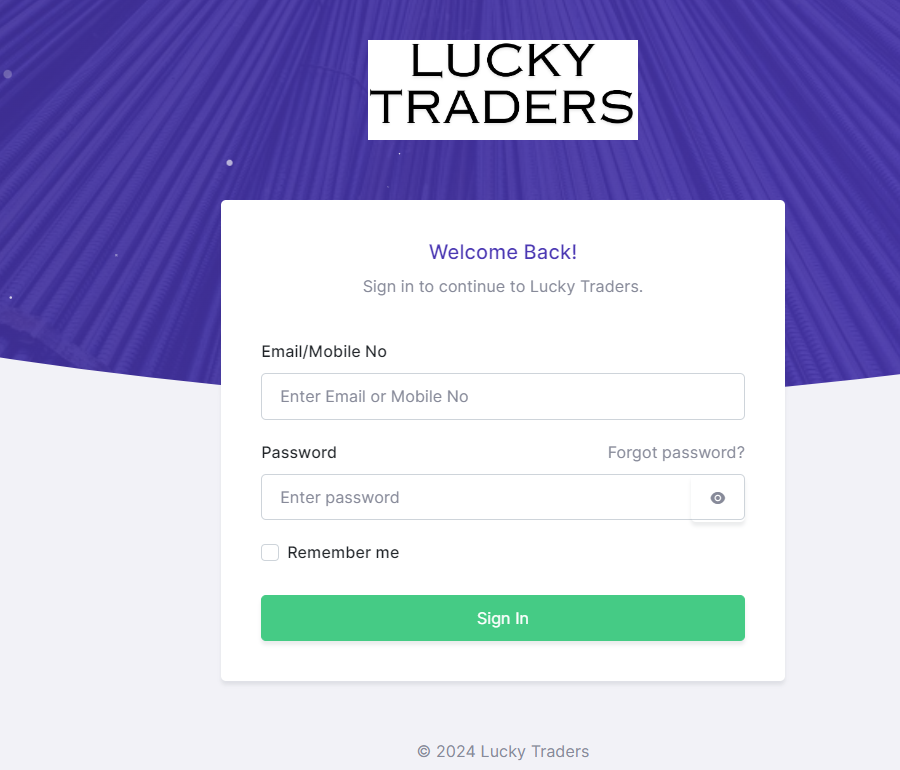 LUCKY
TRADERS
Welcome Back!
Sign in to continue to Lucky Traders.
Email/Mobile No
Enter Email or Mobile No
Password Forgot password?
Enter password
Remember me
Sign In
© 2024 Lucky Traders